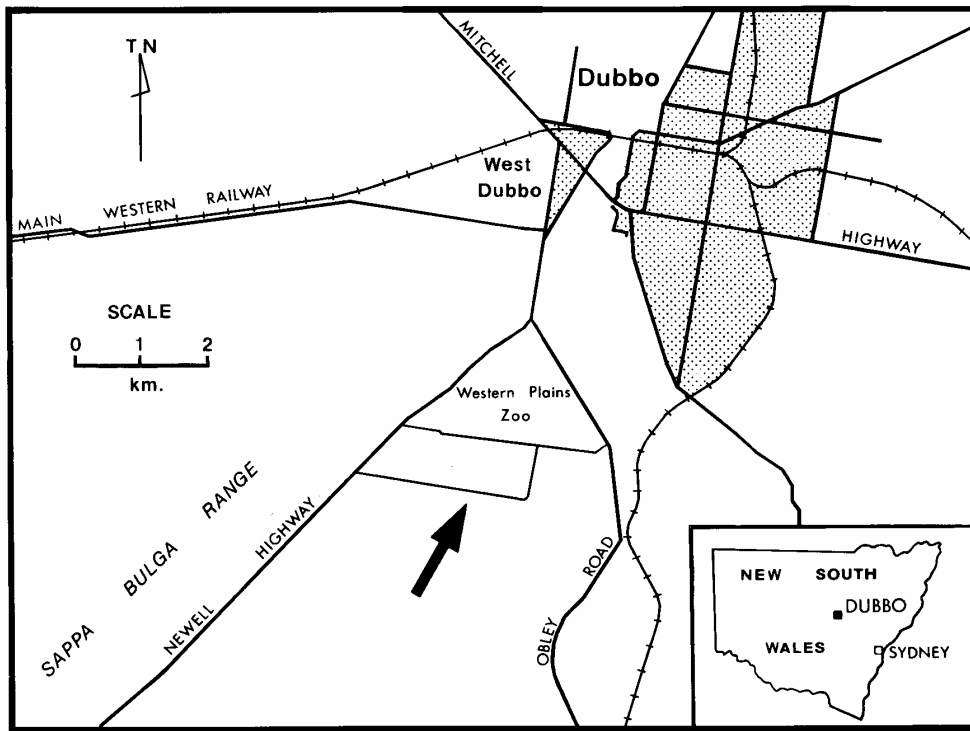 T N
MITCHELL
Dubbo
West
Dubbo
MAIN WESTERN RAILWAY
HIGHWAY
SCALE
0 1 2
km.
Western Plains
Zoo
SAPPA BULGA RANGE
NEWELL HIGHWAY
OBLEY ROAD
NEW SOUTH
DUBBO
WALES
SYDNEY